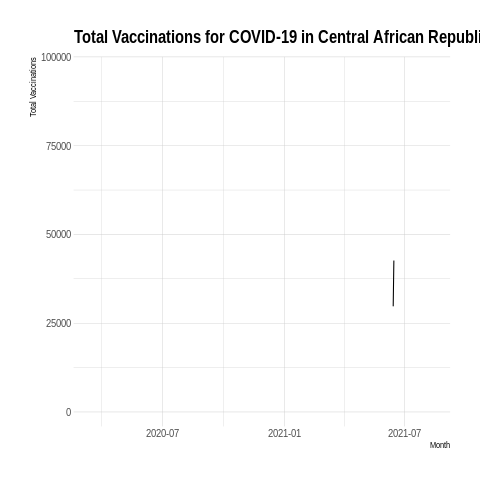 Total Vaccinations for COVID-19 in Central African Republi
Total Vaccinations
100000
75000
50000
25000
0
2020-07 2021-01 2021-07
Month